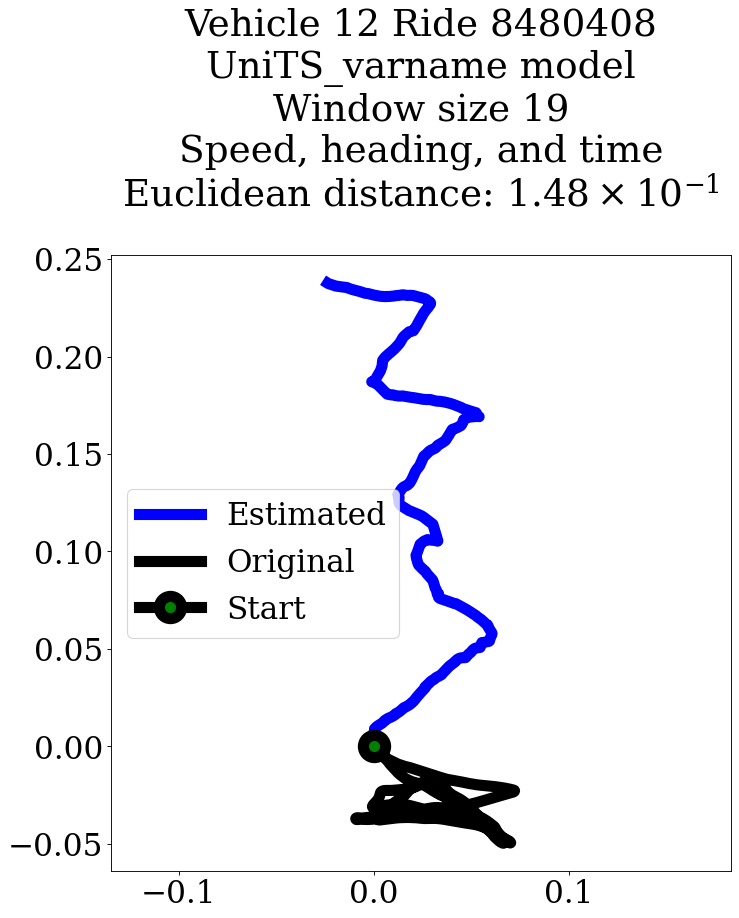 Vehicle 12 Ride 8480408
UniTS_varname model
Window size 19
Speed, heading, and time
Euclidean distance: 1.48 × 10⁻¹
0.25
0.20
0.15
0.10
0.05
0.00
−0.05
Estimated
Original
Start
−0.1 0.0 0.1